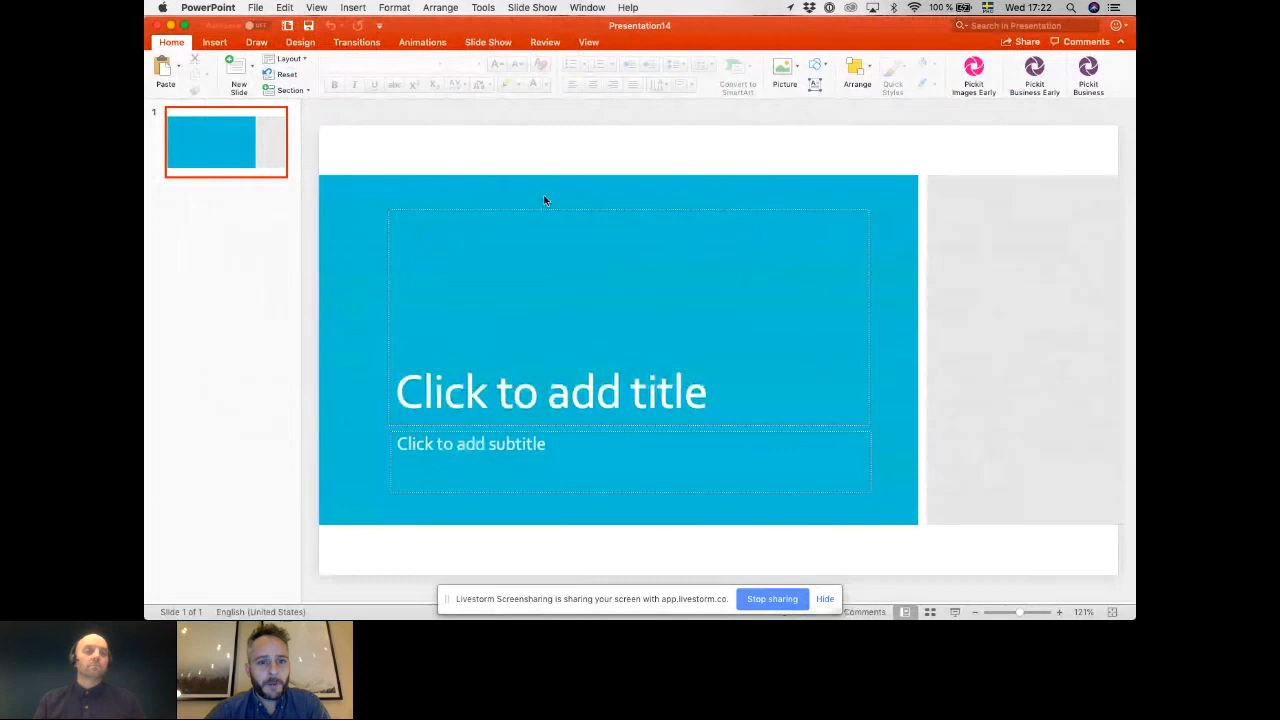 PowerPoint File Edit View Insert Format Arrange Tools Slide Show Window Help 100 % Wed 17:22
Presentation14 Search in Presentation
Home Insert Draw Design Transitions Animations Slide Show Review View Share Comments
Paste New Slide Layout Reset Section Convert to SmartArt Picture Arrange Quick Styles Pickit Images Early Pickit Business Early Pickit Business
1
Click to add title
Click to add subtitle
Livestorm Screensharing is sharing your screen with app.livestorm.co. Stop sharing Hide
Slide 1 of 1 English (United States) Comments 121%